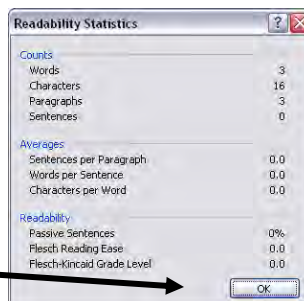 Readability Statistics
Counts
Words 3
Characters 16
Paragraphs 3
Sentences 0
Averages
Sentences per Paragraph 0.0
Words per Sentence 0.0
Characters per Word 0.0
Readability
Passive Sentences 0%
Flesch Reading Ease 0.0
Flesch-Kincaid Grade Level 0.0
OK